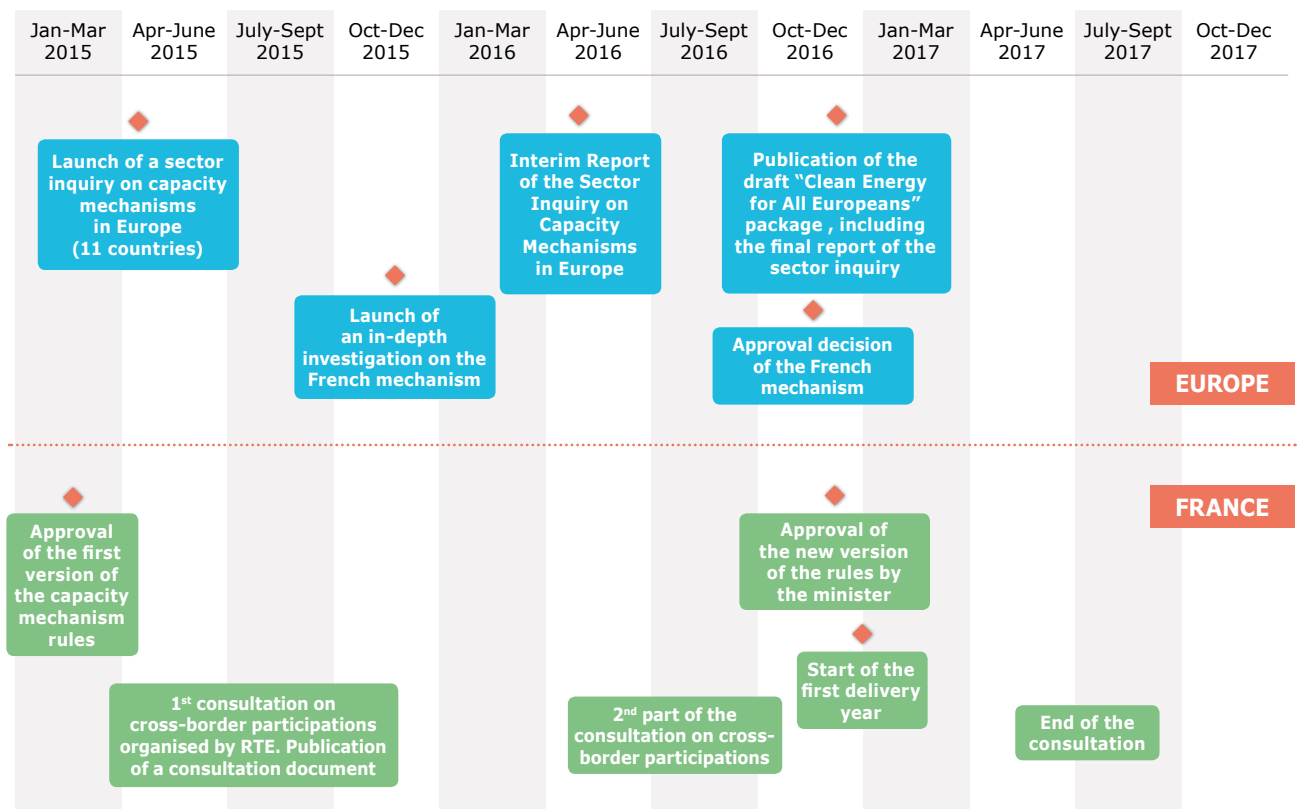 Jan-Mar
2015
Apr-June
2015
July-Sept
2015
Oct-Dec
2015
Jan-Mar
2016
Apr-June
2016
July-Sept
2016
Oct-Dec
2016
Jan-Mar
2017
Apr-June
2017
July-Sept
2017
Oct-Dec
2017
Launch of a sector
inquiry on capacity
mechanisms
in Europe
(11 countries)
Launch of
an in-depth
investigation on the
French mechanism
Interim Report
of the Sector
Inquiry on
Capacity
Mechanisms
in Europe
Publication of the
draft “Clean Energy
for All Europeans”
package , including
the final report of the
sector inquiry
Approval decision
of the French
mechanism
EUROPE
FRANCE
Approval
of the first
version of
the capacity
mechanism
rules
1st consultation on
cross-border participations
organised by RTE. Publication
of a consultation document
2nd part of the
consultation on cross-
border participations
Approval of
the new version
of the rules by
the minister
Start of the
first delivery
year
End of the
consultation